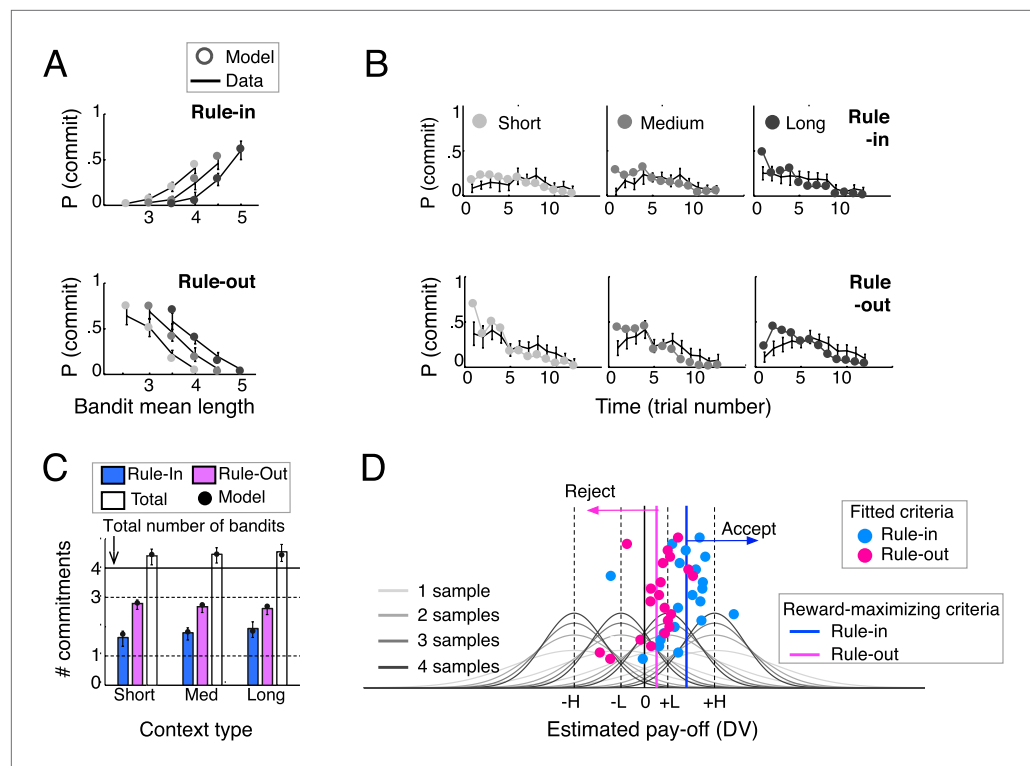 A
Model
Data
Rule-in
P (commit)
1
.5
0
3
4
5
Rule-out
P (commit)
1
.5
0
3
4
5
Bandit mean length
B
Short
Medium
Long
Rule
-in
P (commit)
1
.5
0
0
5
10
0
5
10
0
5
10
Rule
-out
P (commit)
1
.5
0
0
5
10
0
5
10
0
5
10
Time (trial number)
C
Rule-In
Rule-Out
Total
Model
Total number of bandits
# commitments
4
3
1
0
Short
Med
Long
Context type
D
Reject
Accept
Fitted criteria
Rule-in
Rule-out
1 sample
2 samples
3 samples
4 samples
Reward-maximizing criteria
Rule-in
Rule-out
-H
-L
0
+L
+H
Estimated pay-off (DV)